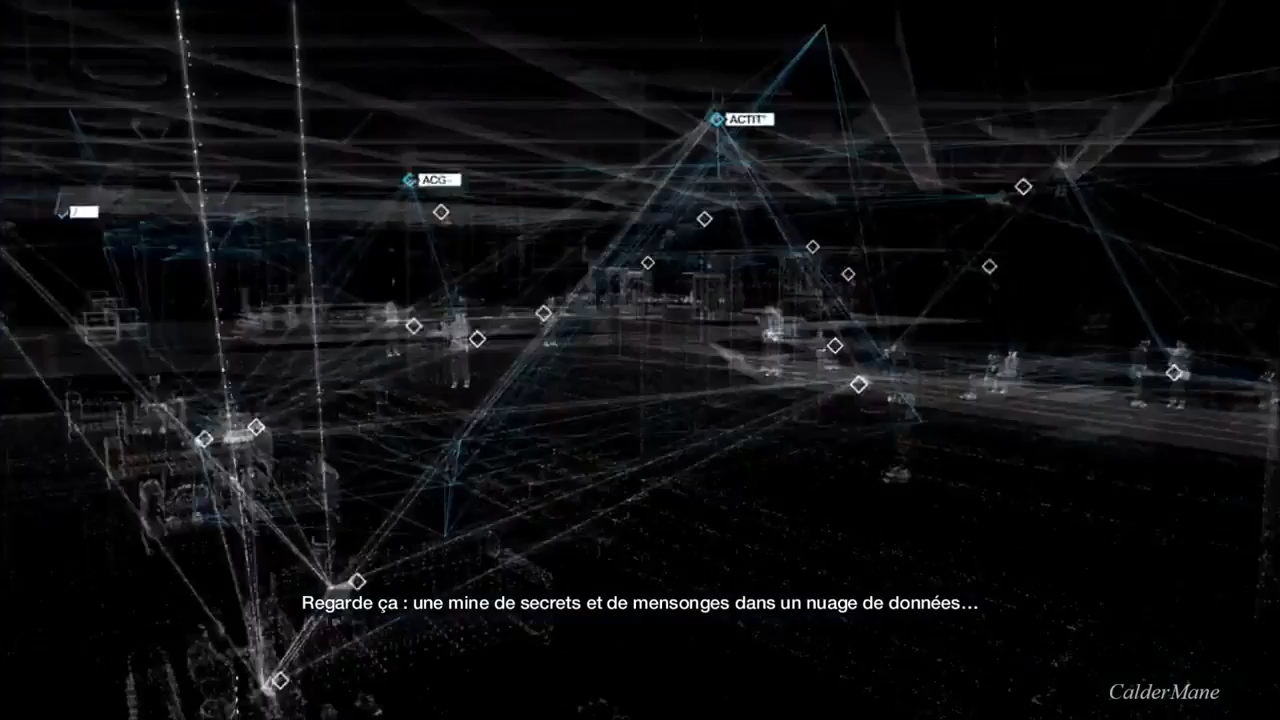 ACTIT
ACG
/
Regarde ça : une mine de secrets et de mensonges dans un nuage de données...
CalderMane